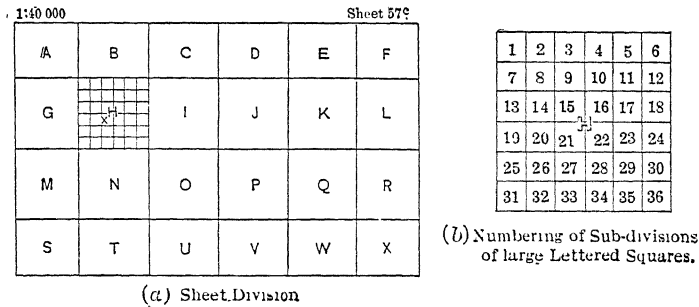 1:40 000 Sheet 57c
A B C D E F
G H I J K L
x
M N O P Q R
S T U V W X
(a) Sheet Division
1 2 3 4 5 6
7 8 9 10 11 12
13 14 15 16 17 18
H
19 20 21 22 23 24
25 26 27 28 29 30
31 32 33 34 35 36
(b) Numbering of Sub-divisions
of large Lettered Squares.